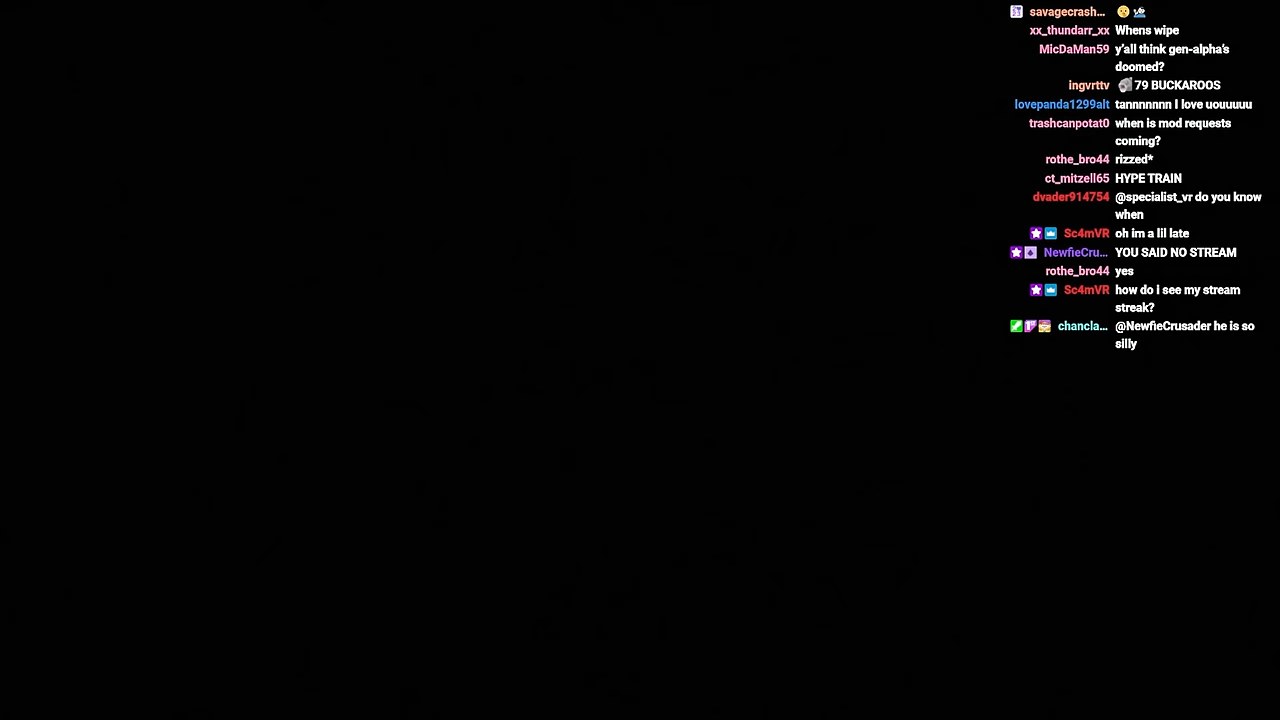 savagecrash...
xx_thundarr_xx Whens wipe
MicDaMan59 y'all think gen-alpha's
doomed?
ingvrttv 79 BUCKAROOS
lovepanda1299alt tannnnnnn I love uouuuuu
trashcanpotat0 when is mod requests
coming?
rothe_bro44 rizzed*
ct_mitzell65 HYPE TRAIN
dvader914754 @specialist_vr do you know
when
Sc4mVR oh im a lil late
NewfieCru... YOU SAID NO STREAM
rothe_bro44 yes
Sc4mVR how do i see my stream
streak?
chancla... @NewfieCrusader he is so
silly